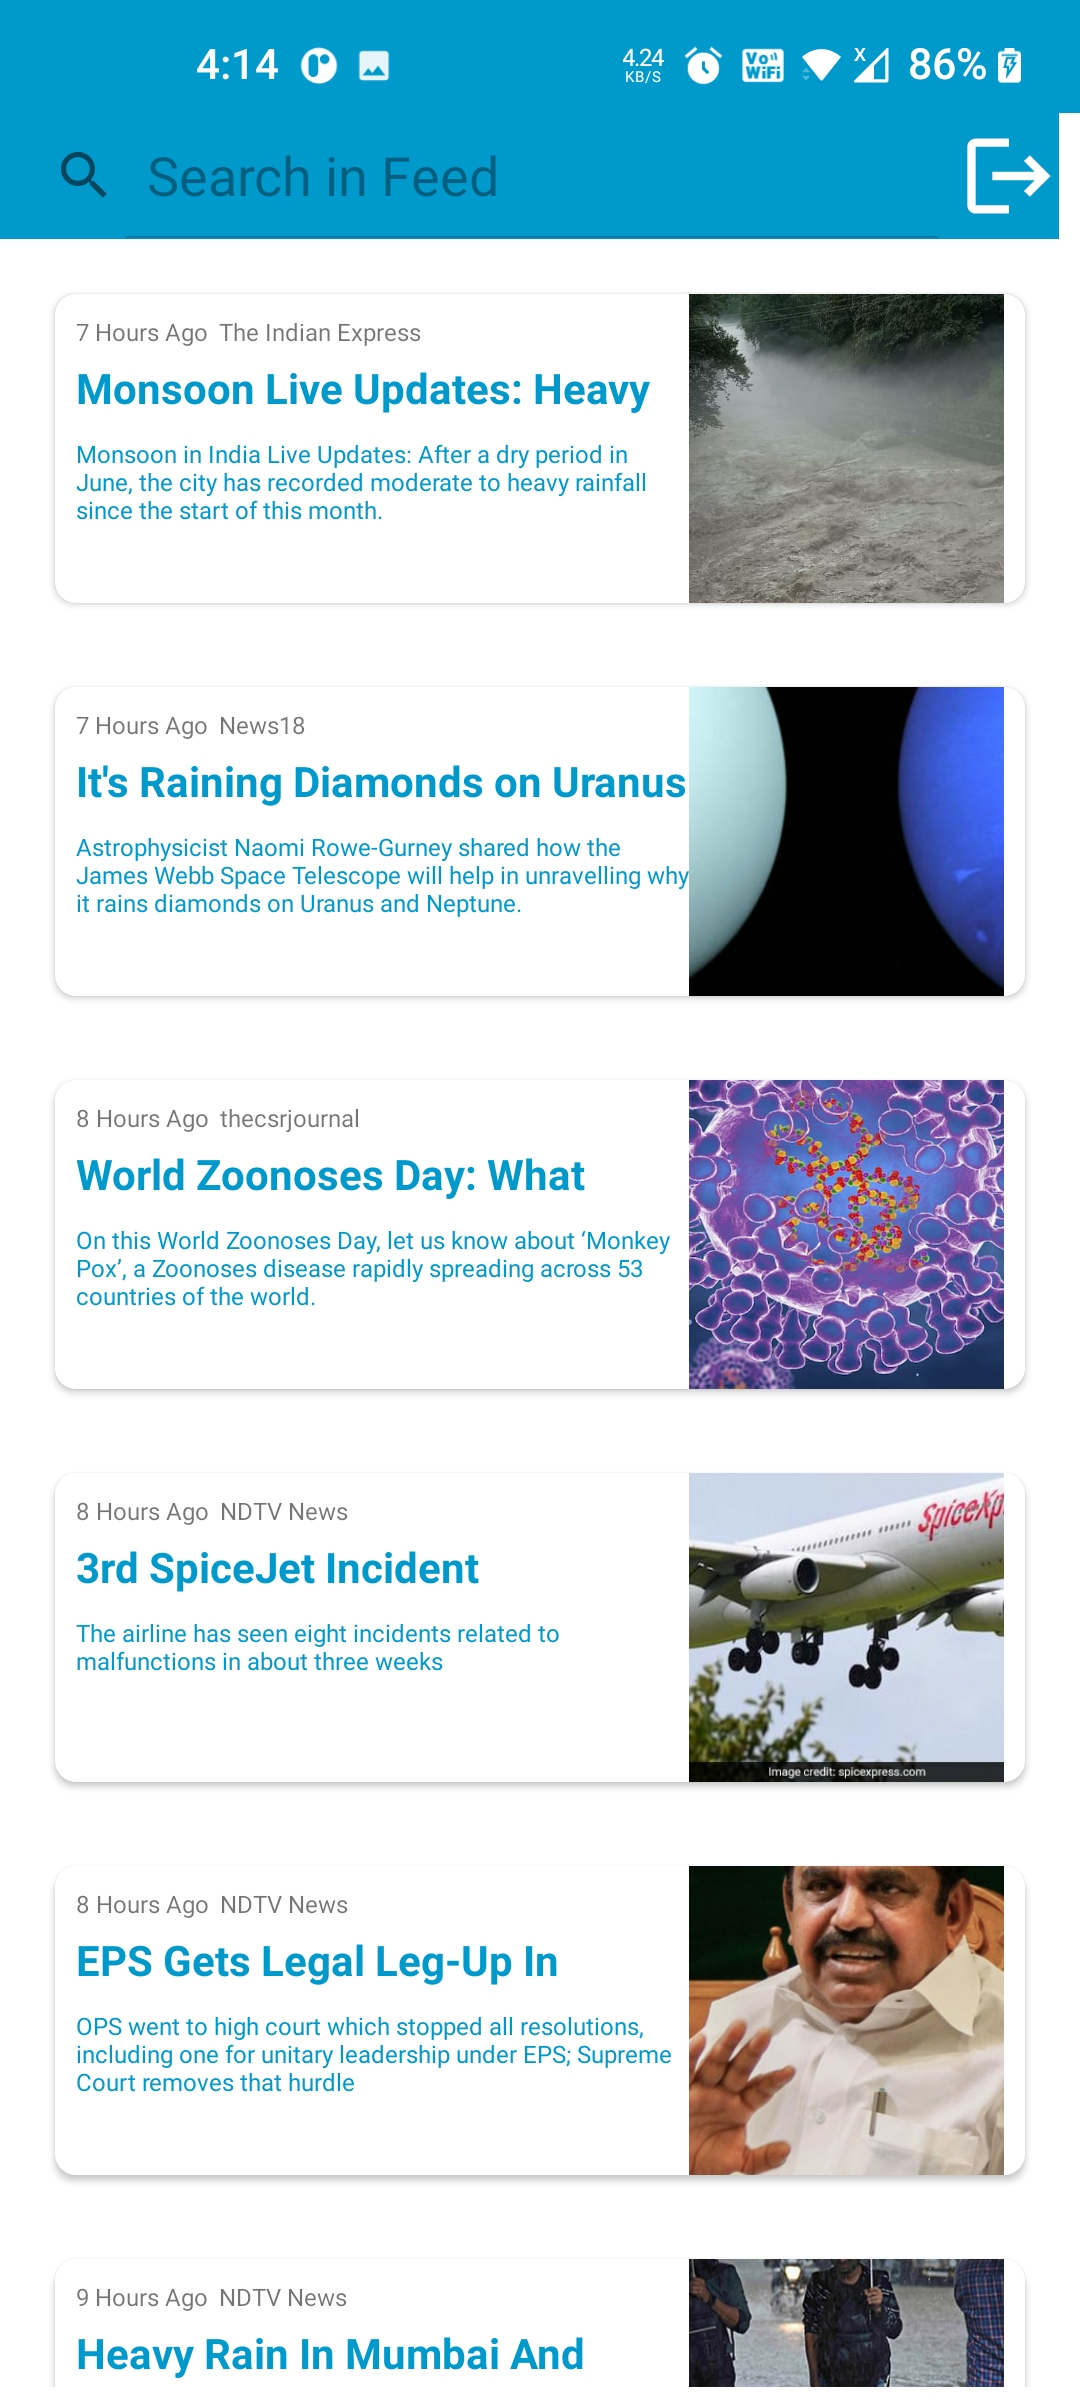 4:14
4.24
KB/S
Vo))
WiFi
X
86%
Search in Feed
7 Hours Ago The Indian Express
Monsoon Live Updates: Heavy
Monsoon in India Live Updates: After a dry period in
June, the city has recorded moderate to heavy rainfall
since the start of this month.
7 Hours Ago News18
It's Raining Diamonds on Uranus
Astrophysicist Naomi Rowe-Gurney shared how the
James Webb Space Telescope will help in unravelling why
it rains diamonds on Uranus and Neptune.
8 Hours Ago thecsrjournal
World Zoonoses Day: What
On this World Zoonoses Day, let us know about ‘Monkey
Pox’, a Zoonoses disease rapidly spreading across 53
countries of the world.
8 Hours Ago NDTV News
3rd SpiceJet Incident
The airline has seen eight incidents related to
malfunctions in about three weeks
SpiceXp
Image credit: spicexpress.com
8 Hours Ago NDTV News
EPS Gets Legal Leg-Up In
OPS went to high court which stopped all resolutions,
including one for unitary leadership under EPS; Supreme
Court removes that hurdle
9 Hours Ago NDTV News
Heavy Rain In Mumbai And